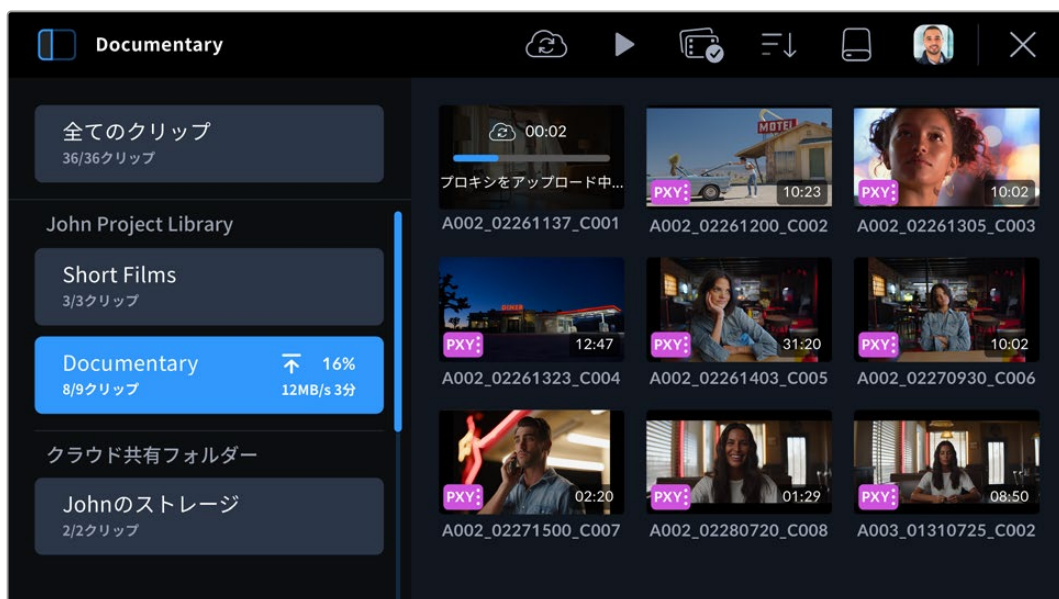 Documentary
全てのクリップ
36/36クリップ
John Project Library
Short Films
3/3クリップ
Documentary 16%
8/9クリップ 12MB/s 3分
クラウド共有フォルダー
Johnのストレージ
2/2クリップ
00:02
プロキシをアップロード中...
A002_02261137_C001
MOTEL
PXY 10:23
A002_02261200_C002
PXY 10:02
A002_02261305_C003
DINER
PXY 12:47
A002_02261323_C004
PXY 31:20
A002_02261403_C005
PXY 10:02
A002_02270930_C006
PXY 02:20
A002_02271500_C007
PXY 01:29
A002_02280720_C008
PXY 08:50
A003_01310725_C002